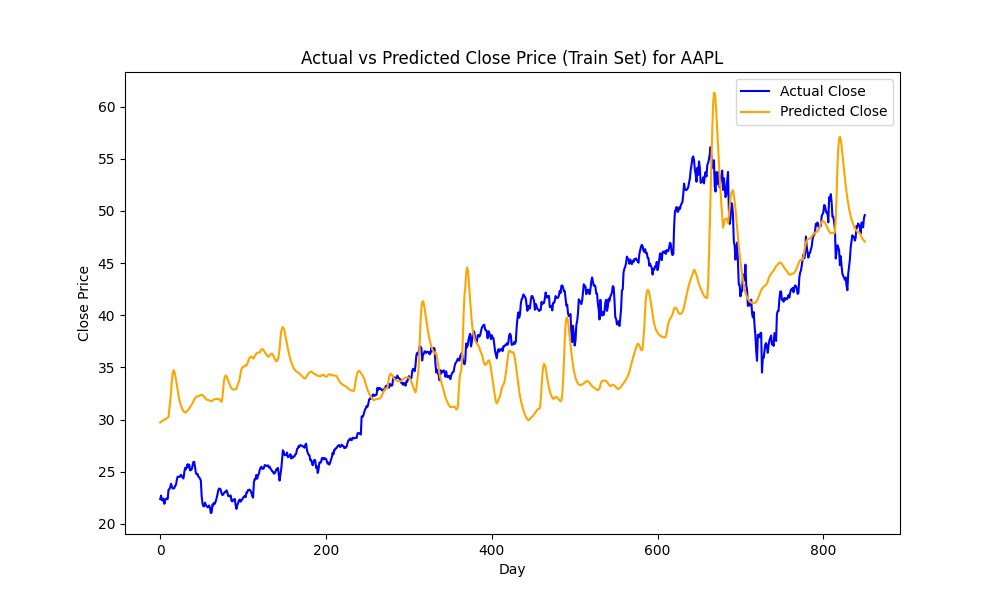 Actual vs Predicted Close Price (Train Set) for AAPL
Actual Close
Predicted Close
60
55
50
45
40
35
30
25
20
Close Price
0
200
400
600
800
Day